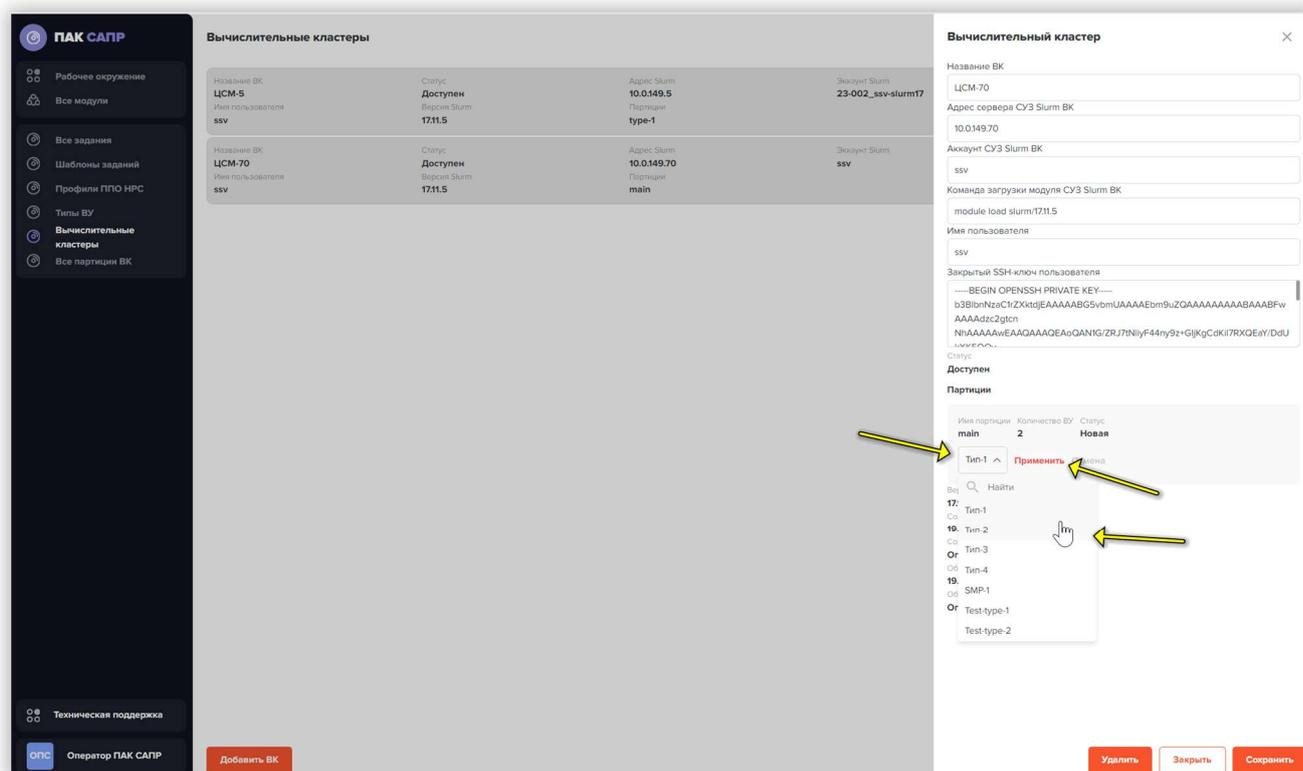 ПАК САПР
Рабочее окружение
Все модули
Все задания
Шаблоны заданий
Профили ППО НРС
Типы ВУ
Вычислительные
кластеры
Все партиции ВК
Техническая поддержка
ОПС Оператор ПАК САПР
Вычислительные кластеры
Название ВК Статус Адрес Slurm Эккаунт Slurm
ЦСМ-5 Доступен 10.0.149.5 23-002_ssv-slurm17
Имя пользователя Версия Slurm Партиции
ssv 17.11.5 type-1
Название ВК Статус Адрес Slurm Эккаунт Slurm
ЦСМ-70 Доступен 10.0.149.70 ssv
Имя пользователя Версия Slurm Партиции
ssv 17.11.5 main
Добавить ВК
Вычислительный кластер
Название ВК
ЦСМ-70
Адрес сервера СУЗ Slurm ВК
10.0.149.70
Аккаунт СУЗ Slurm ВК
ssv
Команда загрузки модуля СУЗ Slurm ВК
module load slurm/17.11.5
Имя пользователя
ssv
Закрытый SSH-ключ пользователя
-----BEGIN OPENSSH PRIVATE KEY-----
AAAAdzc2gtcn
Статус
Доступен
Партиции
Имя партиции Количество ВУ Статус
main 2 Новая
Тип-1 Применить
Найти
Тип-1
Тип-2
Тип-3
Тип-4
SMP-1
Test-type-1
Test-type-2
Удалить Закрыть Сохранить